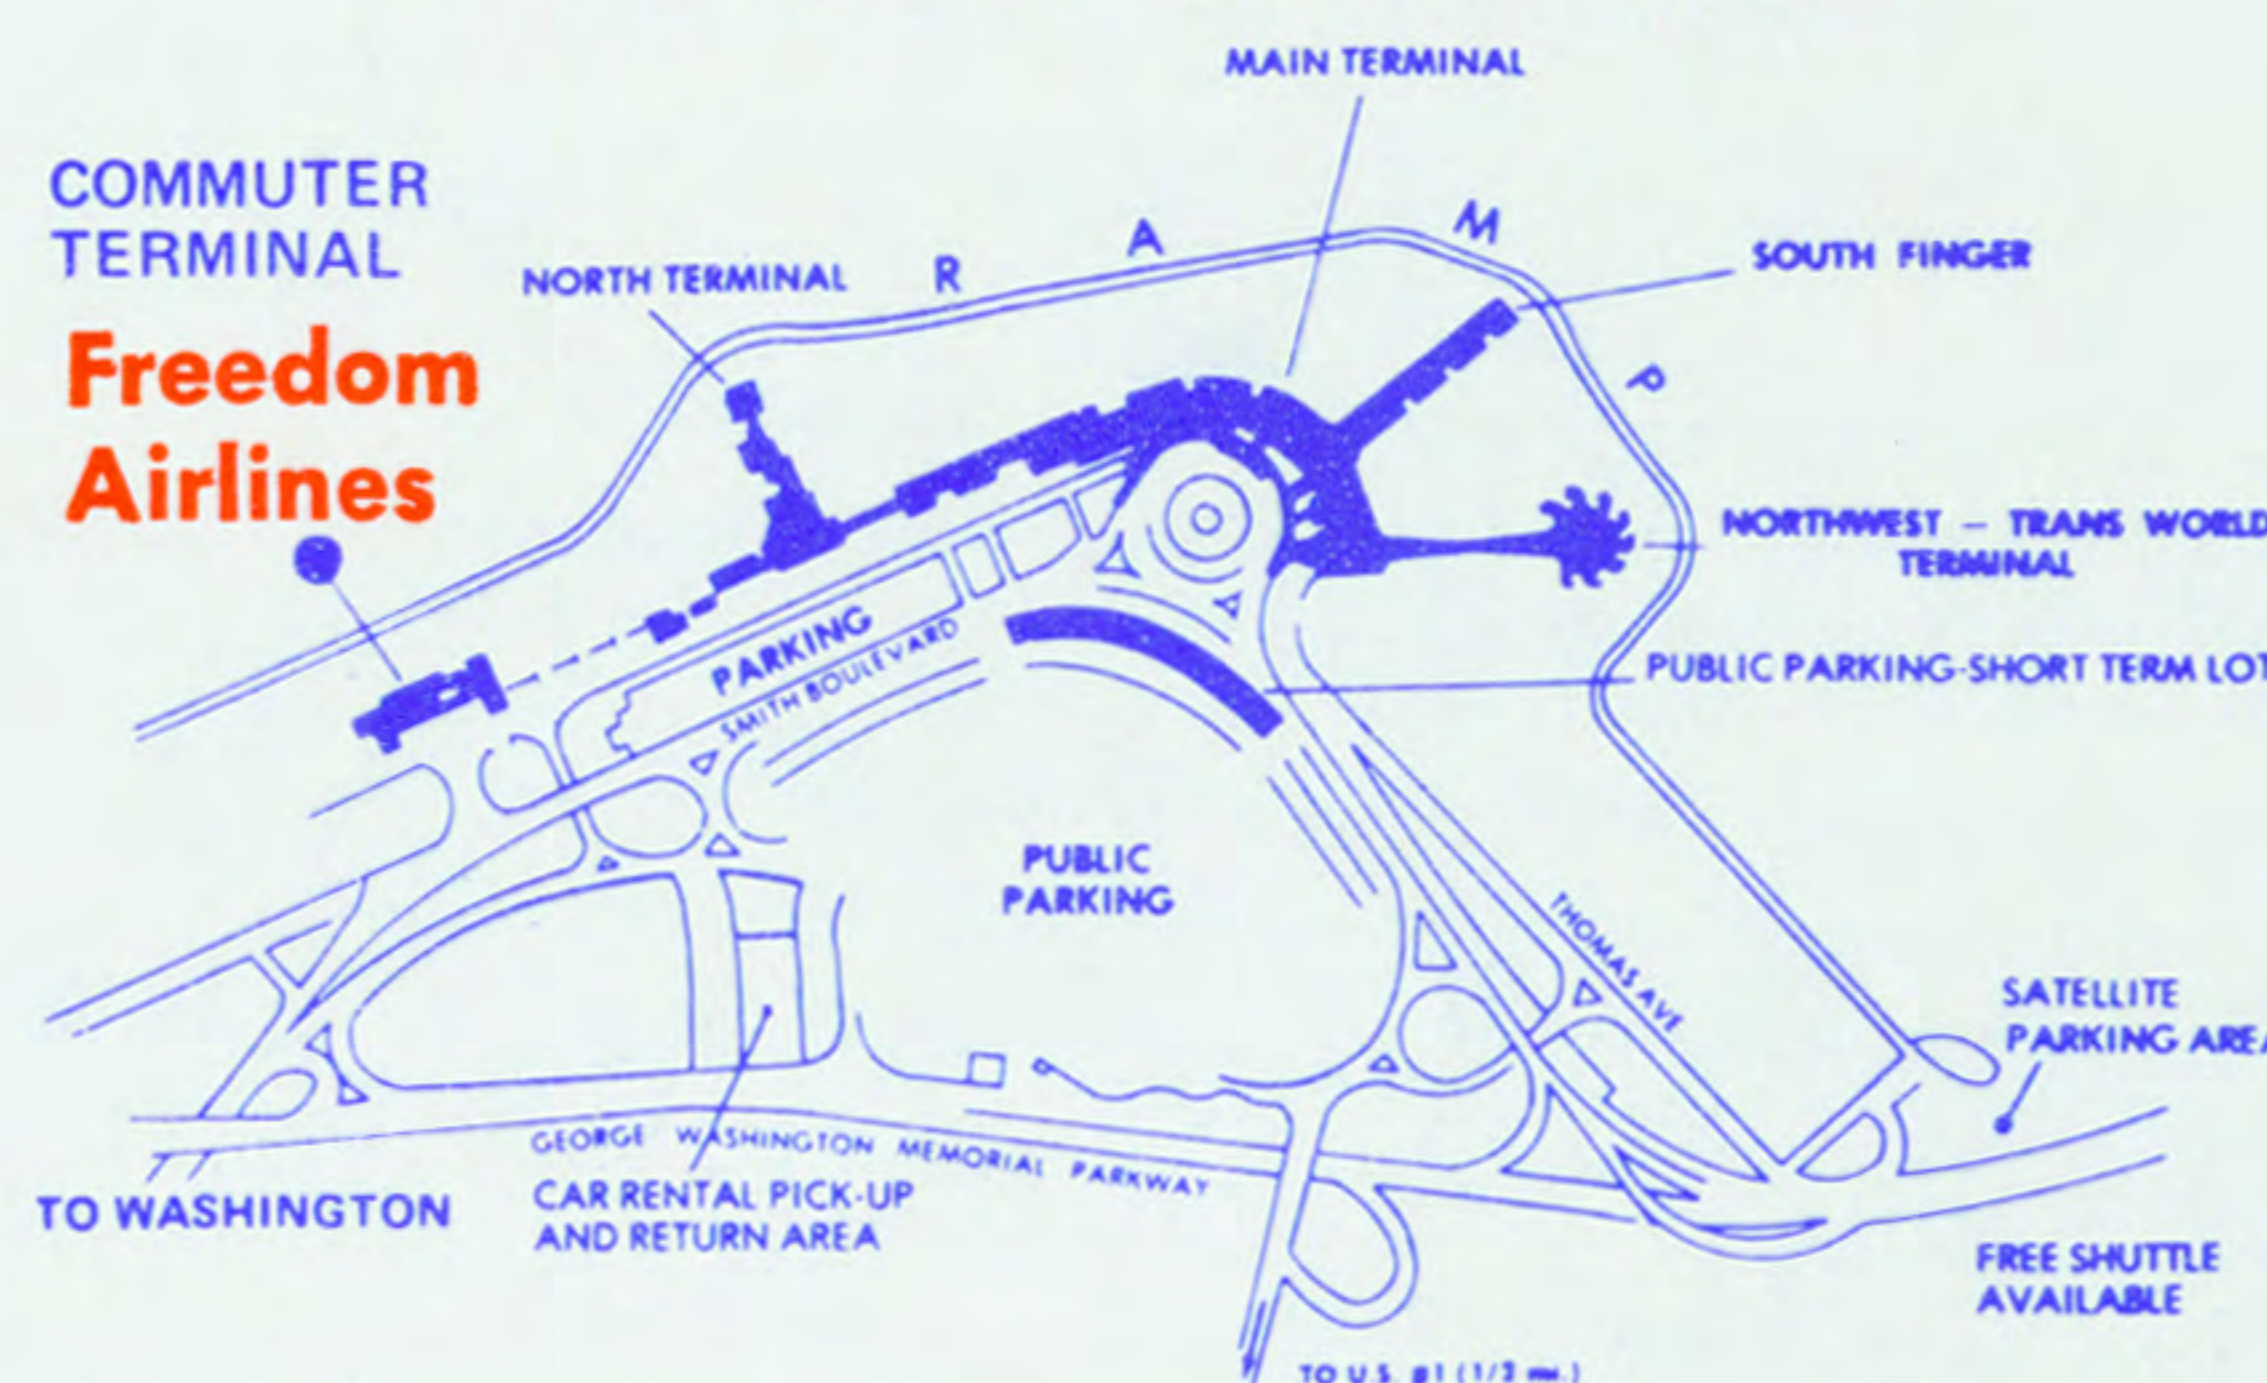 MAIN TERMINAL
COMMUTER
TERMINAL
NORTH TERMINAL
R A M P
SOUTH FINGER
Freedom
Airlines
NORTHWEST – TRANS WORLD
TERMINAL
PARKING
SMITH BOULEVARD
PUBLIC PARKING-SHORT TERM LOT
PUBLIC
PARKING
THOMAS AVE
SATELLITE
PARKING AREA
GEORGE WASHINGTON MEMORIAL PARKWAY
TO WASHINGTON
CAR RENTAL PICK-UP
AND RETURN AREA
FREE SHUTTLE
AVAILABLE
TO U.S. #1